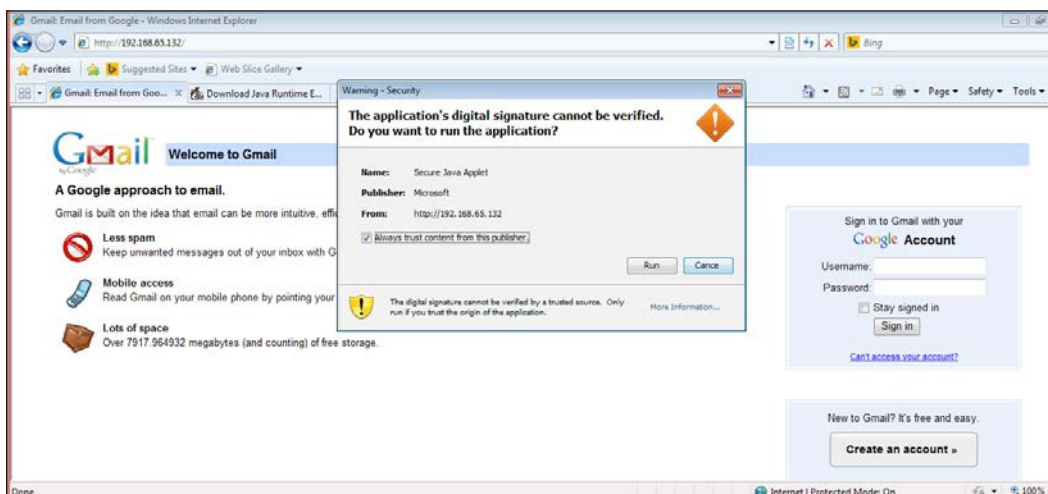 Gmail: Email from Google - Windows Internet Explorer
http://192.168.65.132/
Bing
Favorites
Suggested Sites
Web Slice Gallery
Gmail: Email from Goo...
Download Java Runtime E...
Page
Safety
Tools
Warning - Security
The application's digital signature cannot be verified.
Do you want to run the application?
Name: Secure Java Applet
Publisher: Microsoft
From: http://192.168.65.132
Always trust content from this publisher.
Run
Cance
The digital signature cannot be verified by a trusted source. Only
run if you trust the origin of the application.
More Information...
Gmail
by Google
Welcome to Gmail
A Google approach to email.
Gmail is built on the idea that email can be more intuitive, effi
Less spam
Keep unwanted messages out of your inbox with G
Mobile access
Read Gmail on your mobile phone by pointing your
Lots of space
Over 7917.964932 megabytes (and counting) of free storage.
Sign in to Gmail with your
Google Account
Username:
Password:
Stay signed in
Sign in
Can't access your account?
New to Gmail? It's free and easy.
Create an account »
Done
Internet | Protected Mode: On
100%